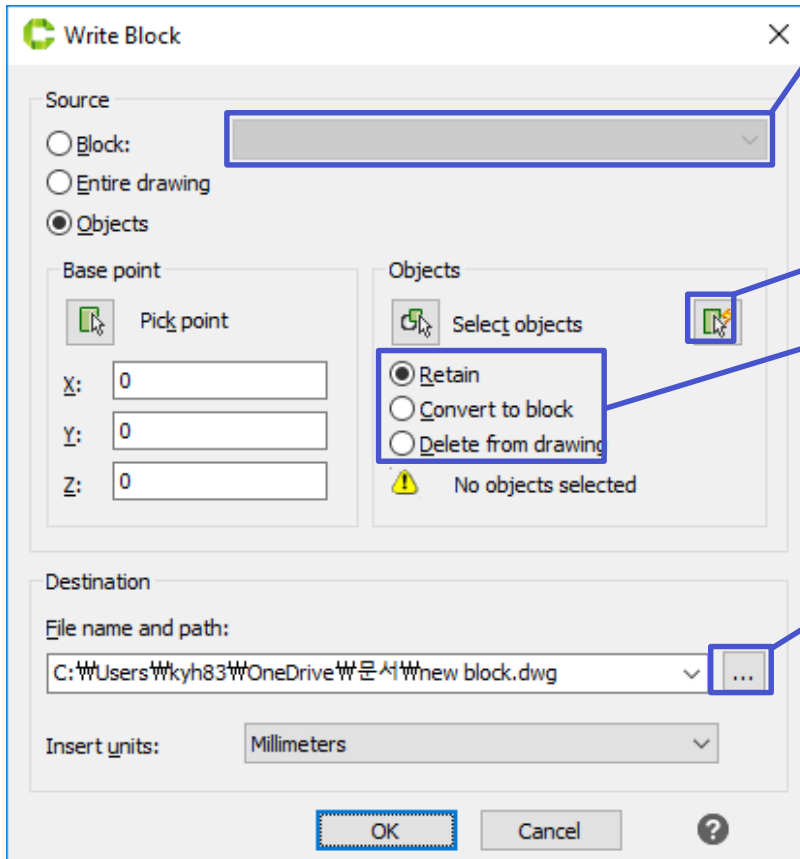 Write Block
Source
Block:
Entire drawing
Objects
Base point
Pick point
X: 0
Y: 0
Z: 0
Objects
Select objects
Retain
Convert to block
Delete from drawing
No objects selected
Destination
File name and path:
C:₩Users₩kyh83₩OneDrive₩문서₩new block.dwg
...
Insert units: Millimeters
OK Cancel ?